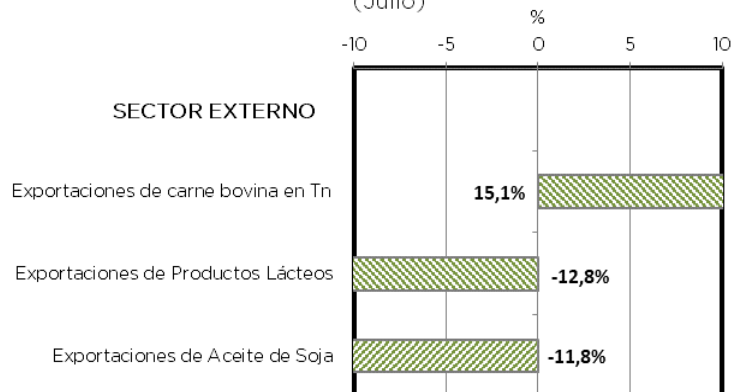 (Julio)
%
-10 -5 0 5 10
SECTOR EXTERNO
Exportaciones de carne bovina en Tn 15,1%
Exportaciones de Productos Lácteos -12,8%
Exportaciones de Aceite de Soja -11,8%